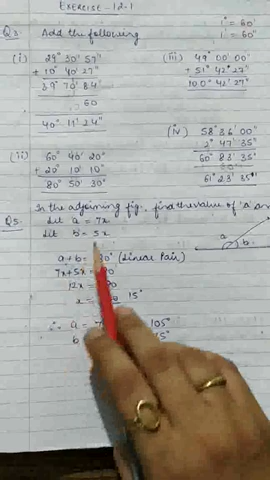 EXERCISE-12.1
1° = 60'
1' = 60"
Q3. Add the following
(i) 29° 30' 57"
+ 10° 40' 27"
39° 70' 84"
60
40° 11' 24"
(iii) 49° 00' 00"
+ 51° 42' 27"
100° 42' 27"
(ii) 60° 40' 20"
+ 20° 10' 10"
80° 50' 30"
(iv) 58° 36' 00"
2° 47' 35"
60° 83' 35"
61° 23' 35"
Q5. In the adjoining fig, find the value of 'a' an
Let a = 7x
Let b = 5x
a b
a + b = 80° (Linear Pair)
7x + 5x =
12x =
x = 15°
∴ a = 7 105°
b 5°